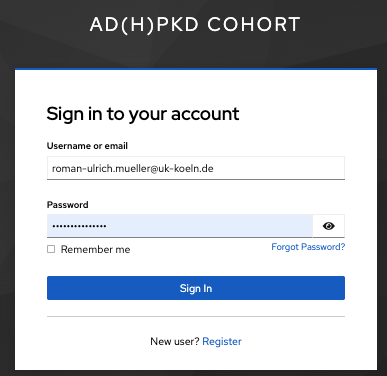 AD(H)PKD COHORT
Sign in to your account
Username or email
roman-ulrich.mueller@uk-koeln.de
Password
•••••••••••••••
Remember me
Forgot Password?
Sign In
New user? Register